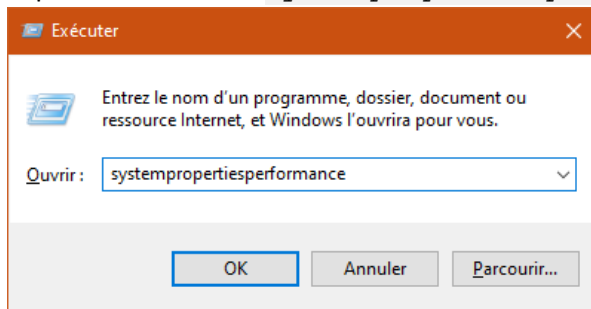 Exécuter
Entrez le nom d'un programme, dossier, document ou
ressource Internet, et Windows l'ouvrira pour vous.
Ouvrir : systempropertiesperformance
OK Annuler Parcourir...